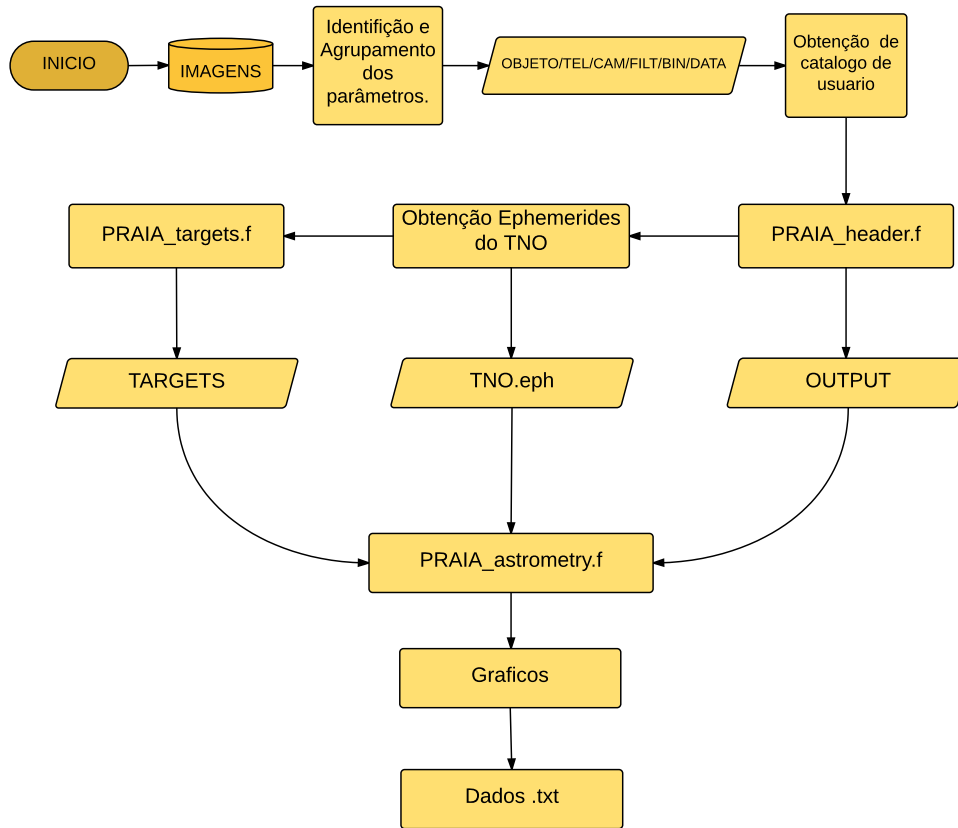 INICIO
IMAGENS
Identifição e
Agrupamento
dos
parâmetros.
OBJETO/TEL/CAM/FILT/BIN/DATA
Obtenção de
catalogo de
usuario
PRAIA_targets.f
Obtenção Ephemerides
do TNO
PRAIA_header.f
TARGETS
TNO.eph
OUTPUT
PRAIA_astrometry.f
Graficos
Dados .txt